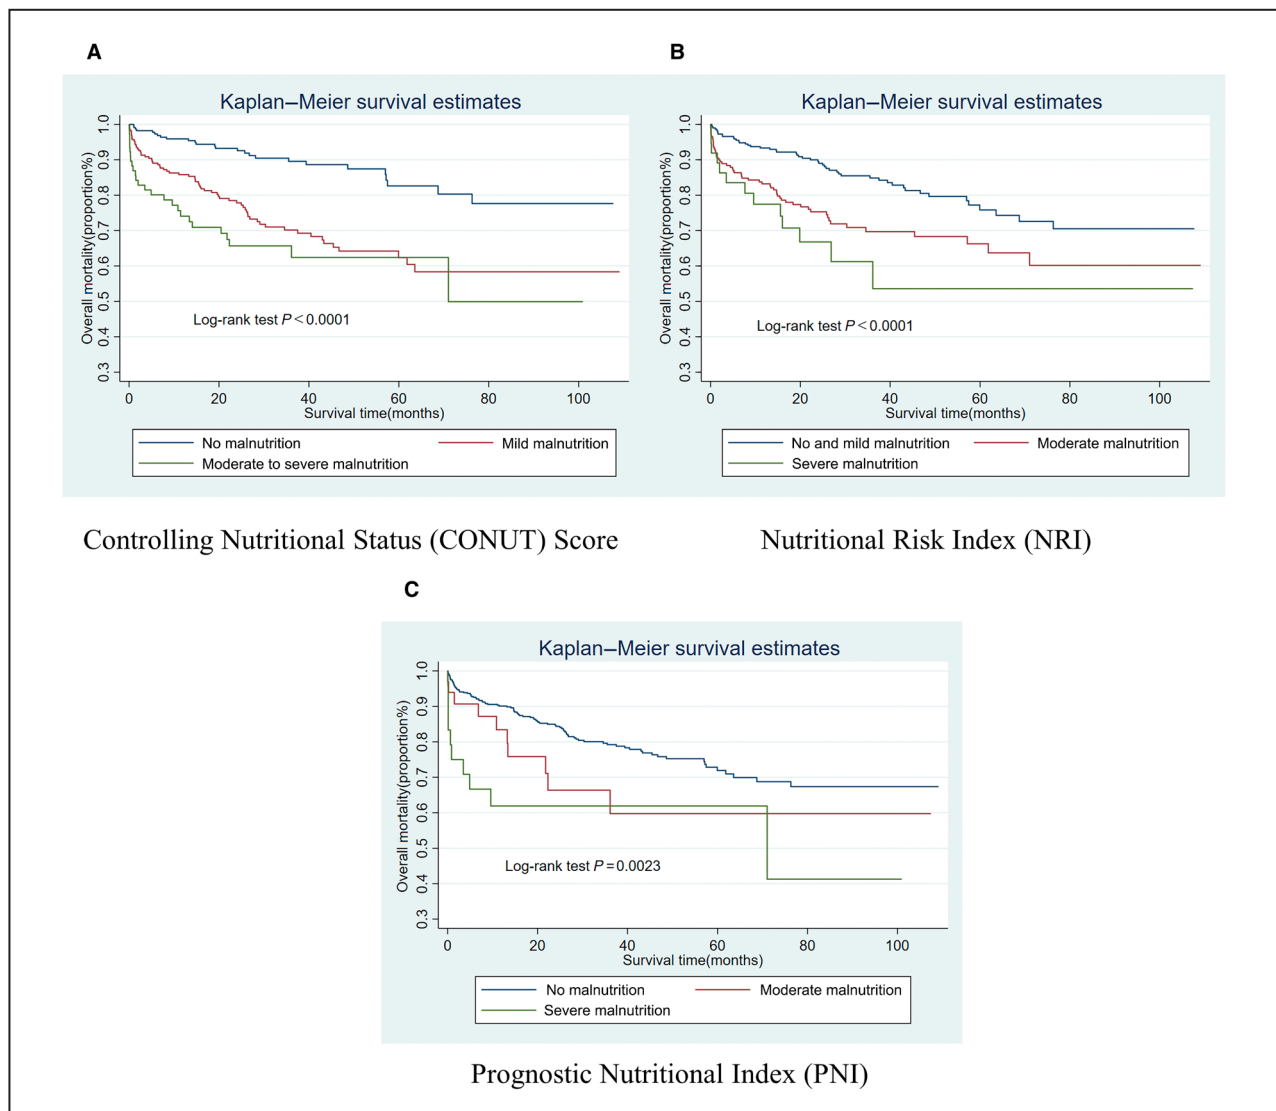 A
B
Kaplan–Meier survival estimates
Kaplan–Meier survival estimates
Overall mortality(proportion%)
1.0
0.9
0.8
0.7
0.6
0.5
0.4
0.3
Log-rank test P<0.0001
0 20 40 60 80 100
Survival time(months)
No malnutrition
Mild malnutrition
Moderate to severe malnutrition
Overall mortality(proportion%)
1.0
0.9
0.8
0.7
0.6
0.5
0.4
0.3
Log-rank test P<0.0001
0 20 40 60 80 100
Survival time(months)
No and mild malnutrition
Moderate malnutrition
Severe malnutrition
Controlling Nutritional Status (CONUT) Score
Nutritional Risk Index (NRI)
C
Kaplan–Meier survival estimates
Overall mortality(proportion%)
1.0
0.9
0.8
0.7
0.6
0.5
0.4
0.3
Log-rank test P=0.0023
0 20 40 60 80 100
Survival time(months)
No malnutrition
Moderate malnutrition
Severe malnutrition
Prognostic Nutritional Index (PNI)